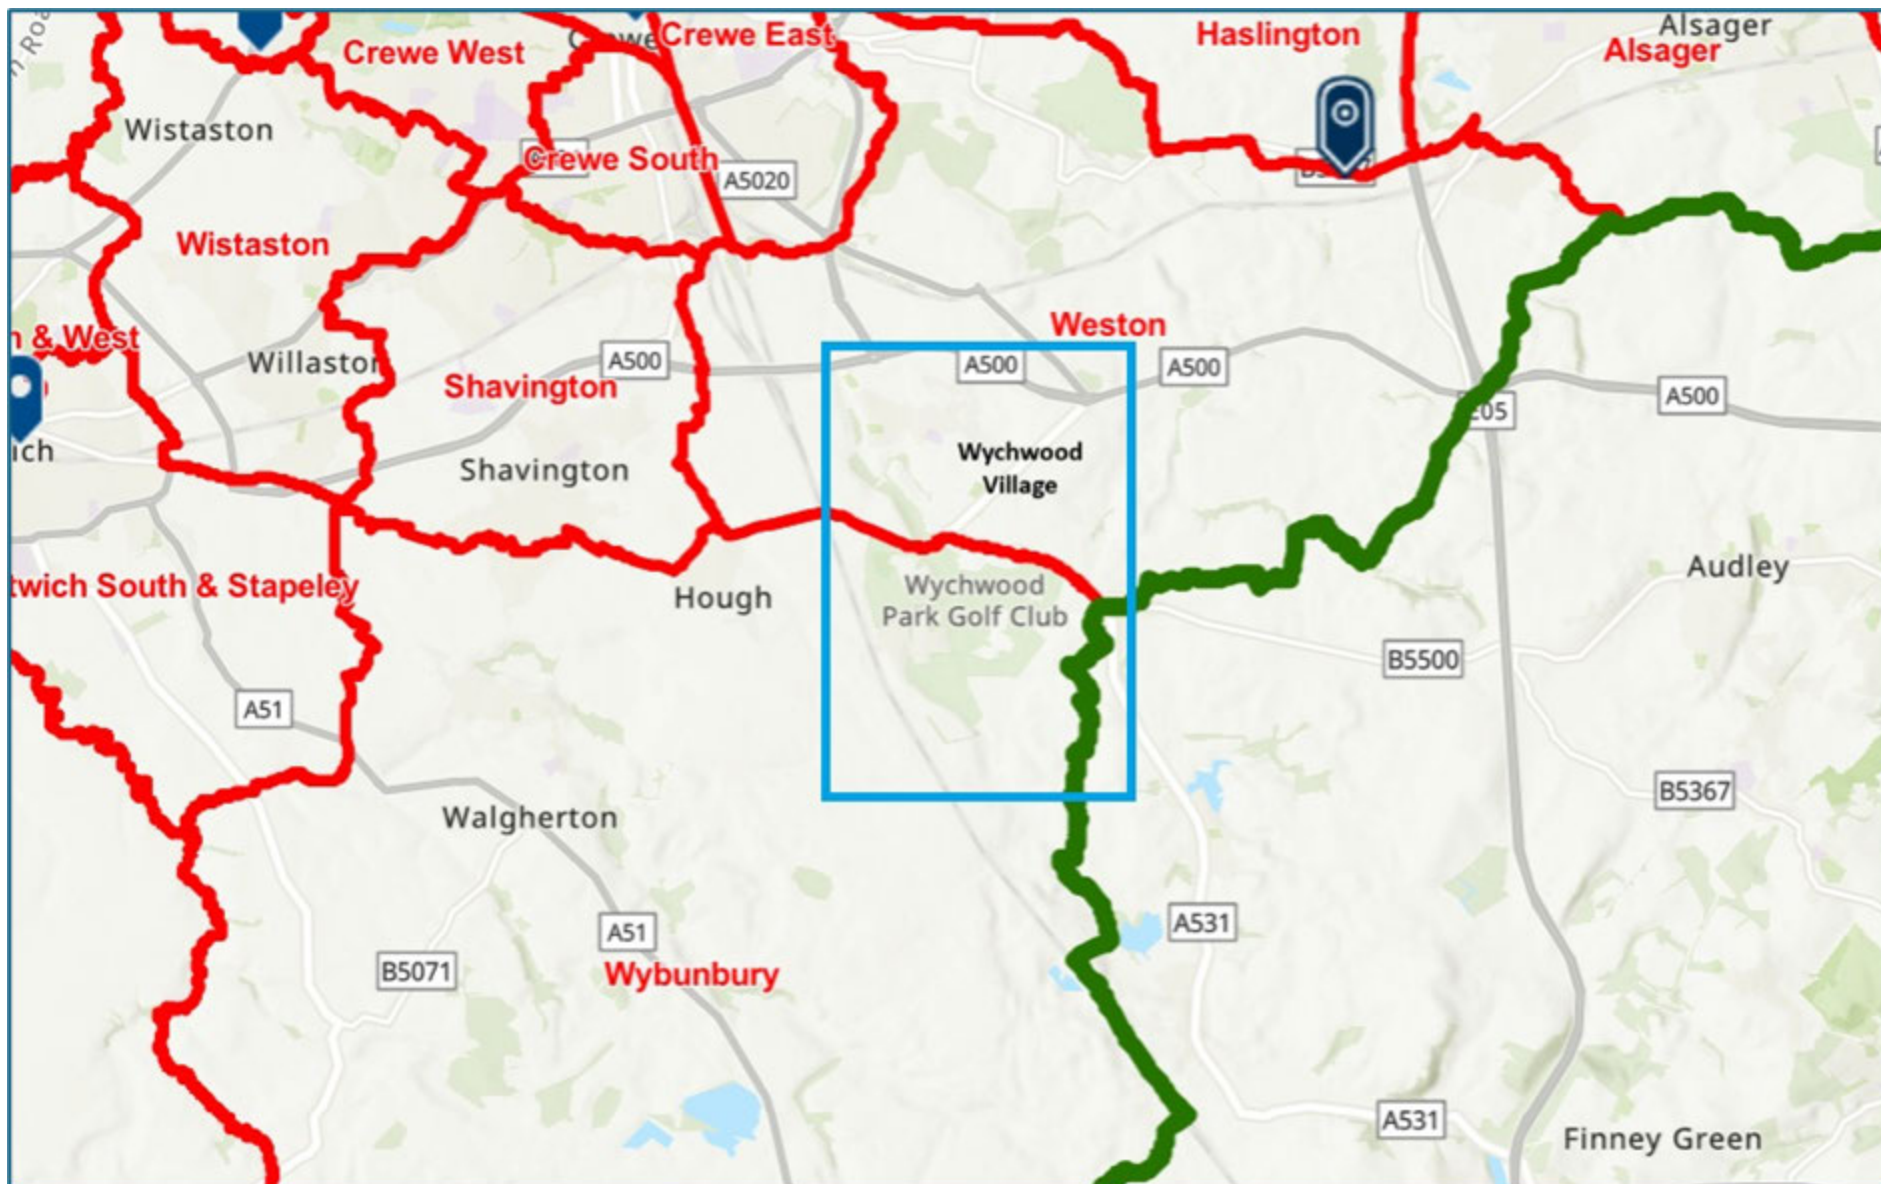 Alsager
Haslington
Crewe East
Crewe West
Alsager
Wistaston
Crewe South
A5020
Wistaston
Weston
n & West
Willaston
A500
A500
A500
Shavington
A500
E05
ich
Wychwood
Village
Shavington
Audley
twich South & Stapeley
Hough
Wychwood
Park Golf Club
B5500
A51
B5367
Walgherton
A51
A531
B5071
Wybunbury
A531
Finney Green